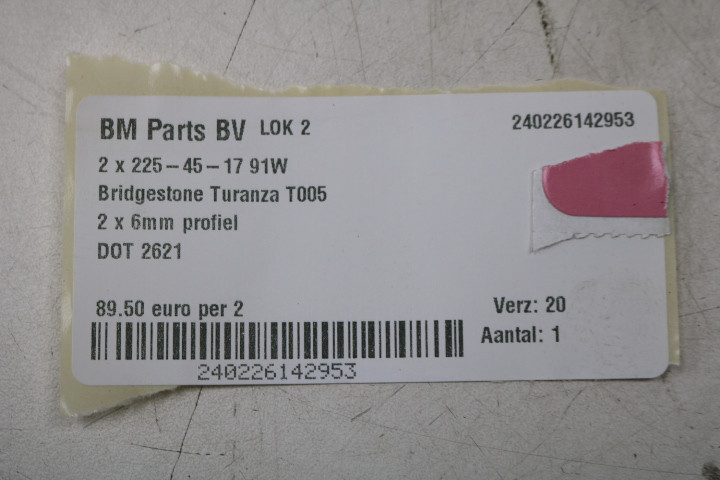 BM Parts BV LOK 2 240226142953
2 x 225-45-17 91W
Bridgestone Turanza T005
2 x 6mm profiel
DOT 2621
89.50 euro per 2 Verz: 20
Aantal: 1
240226142953